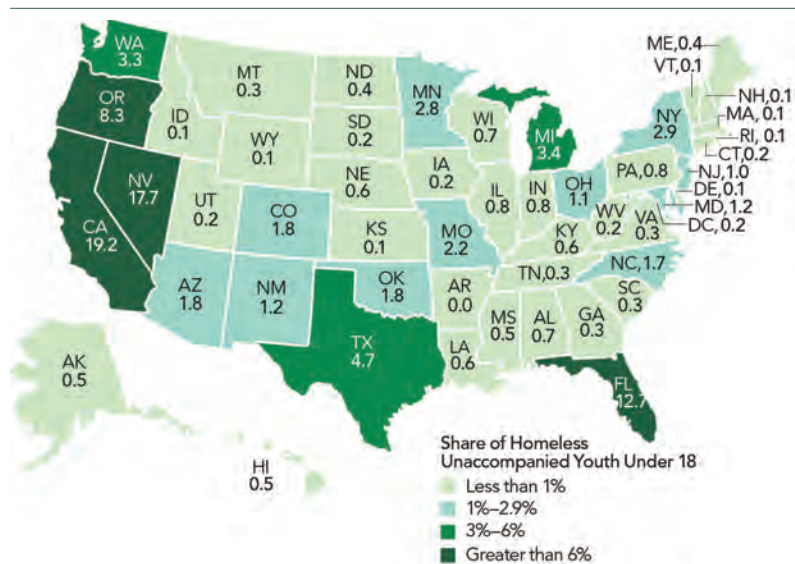 WA
3.3
OR
8.3
CA
19.2
NV
17.7
ID
0.1
MT
0.3
WY
0.1
UT
0.2
CO
1.8
AZ
1.8
NM
1.2
ND
0.4
SD
0.2
NE
0.6
KS
0.1
OK
1.8
TX
4.7
MN
2.8
IA
0.2
MO
2.2
AR
0.0
LA
0.6
WI
0.7
IL
0.8
MI
3.4
IN
0.8
OH
1.1
KY
0.6
TN,0.3
MS
0.5
AL
0.7
GA
0.3
FL
12.7
SC
0.3
NC,1.7
VA
0.3
WV
0.2
PA,0.8
NY
2.9
ME,0.4
VT,0.1
NH,0.1
MA, 0.1
RI, 0.1
CT,0.2
NJ,1.0
DE,0.1
MD,1.2
DC,0.2
AK
0.5
HI
0.5
Share of Homeless
Unaccompanied Youth Under 18
Less than 1%
1%–2.9%
3%–6%
Greater than 6%